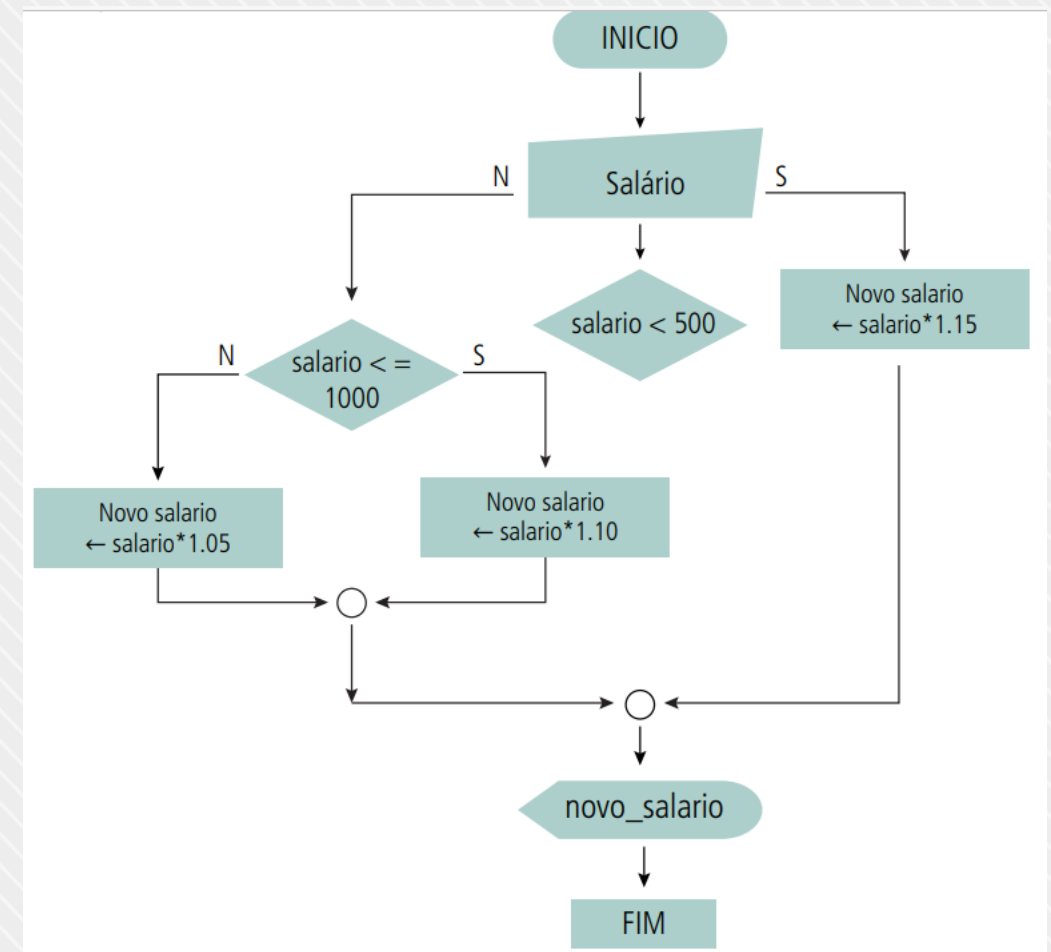 INICIO
Salário
N
S
salario < 500
Novo salario
← salario*1.15
N
salario < =
1000
S
Novo salario
← salario*1.05
Novo salario
← salario*1.10
novo_salario
FIM